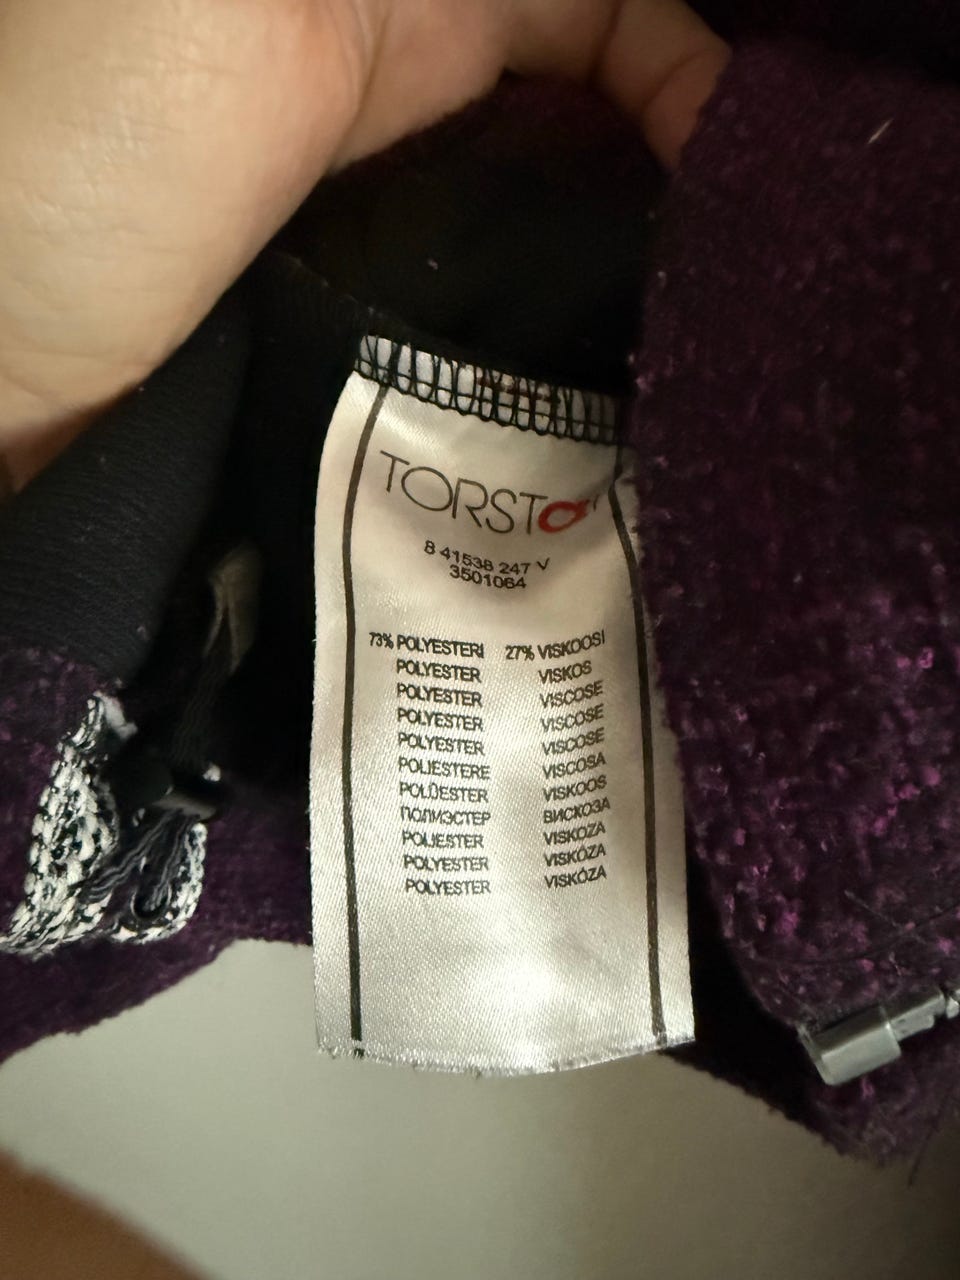 TORSTAI
8 41538 247 V
3501064
73% POLYESTERI 27% VISKOOSI
POLYESTER VISKOS
POLYESTER VISCOSE
POLYESTER VISCOSE
POLYESTER VISCOSE
POLIESTERE VISCOSA
POLÜESTER VISKOOS
ПОЛИЭСТЕР ВИСКОЗА
POLIESTER VISKOZA
POLYESTER VISKÓZA
POLYESTER VISKÓZA